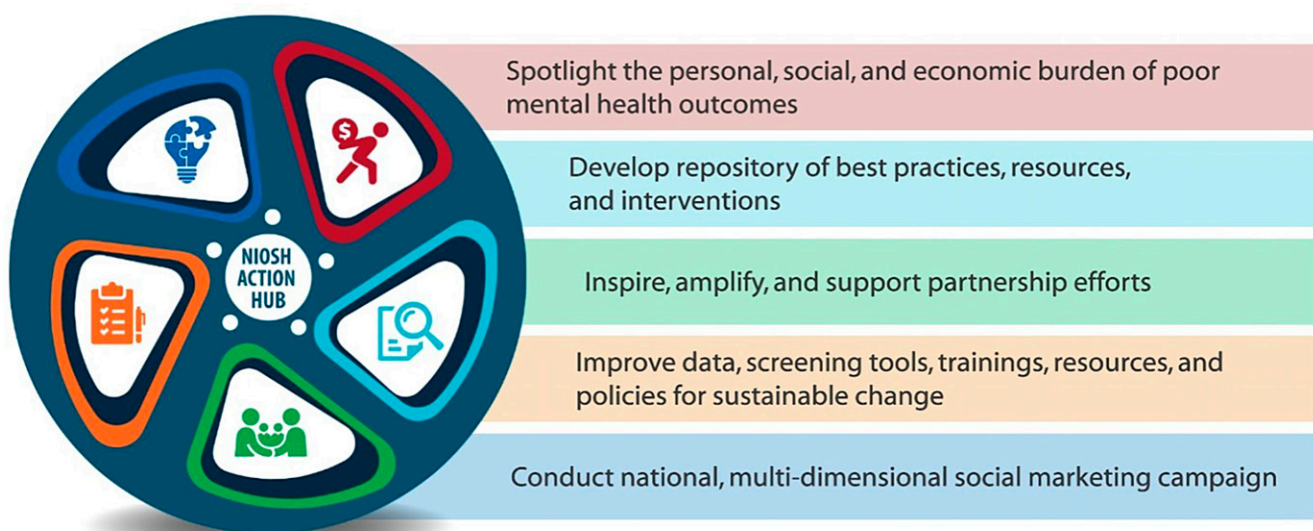 NIOSH
ACTION
HUB
$
Spotlight the personal, social, and economic burden of poor
mental health outcomes
Develop repository of best practices, resources,
and interventions
Inspire, amplify, and support partnership efforts
Improve data, screening tools, trainings, resources, and
policies for sustainable change
Conduct national, multi-dimensional social marketing campaign